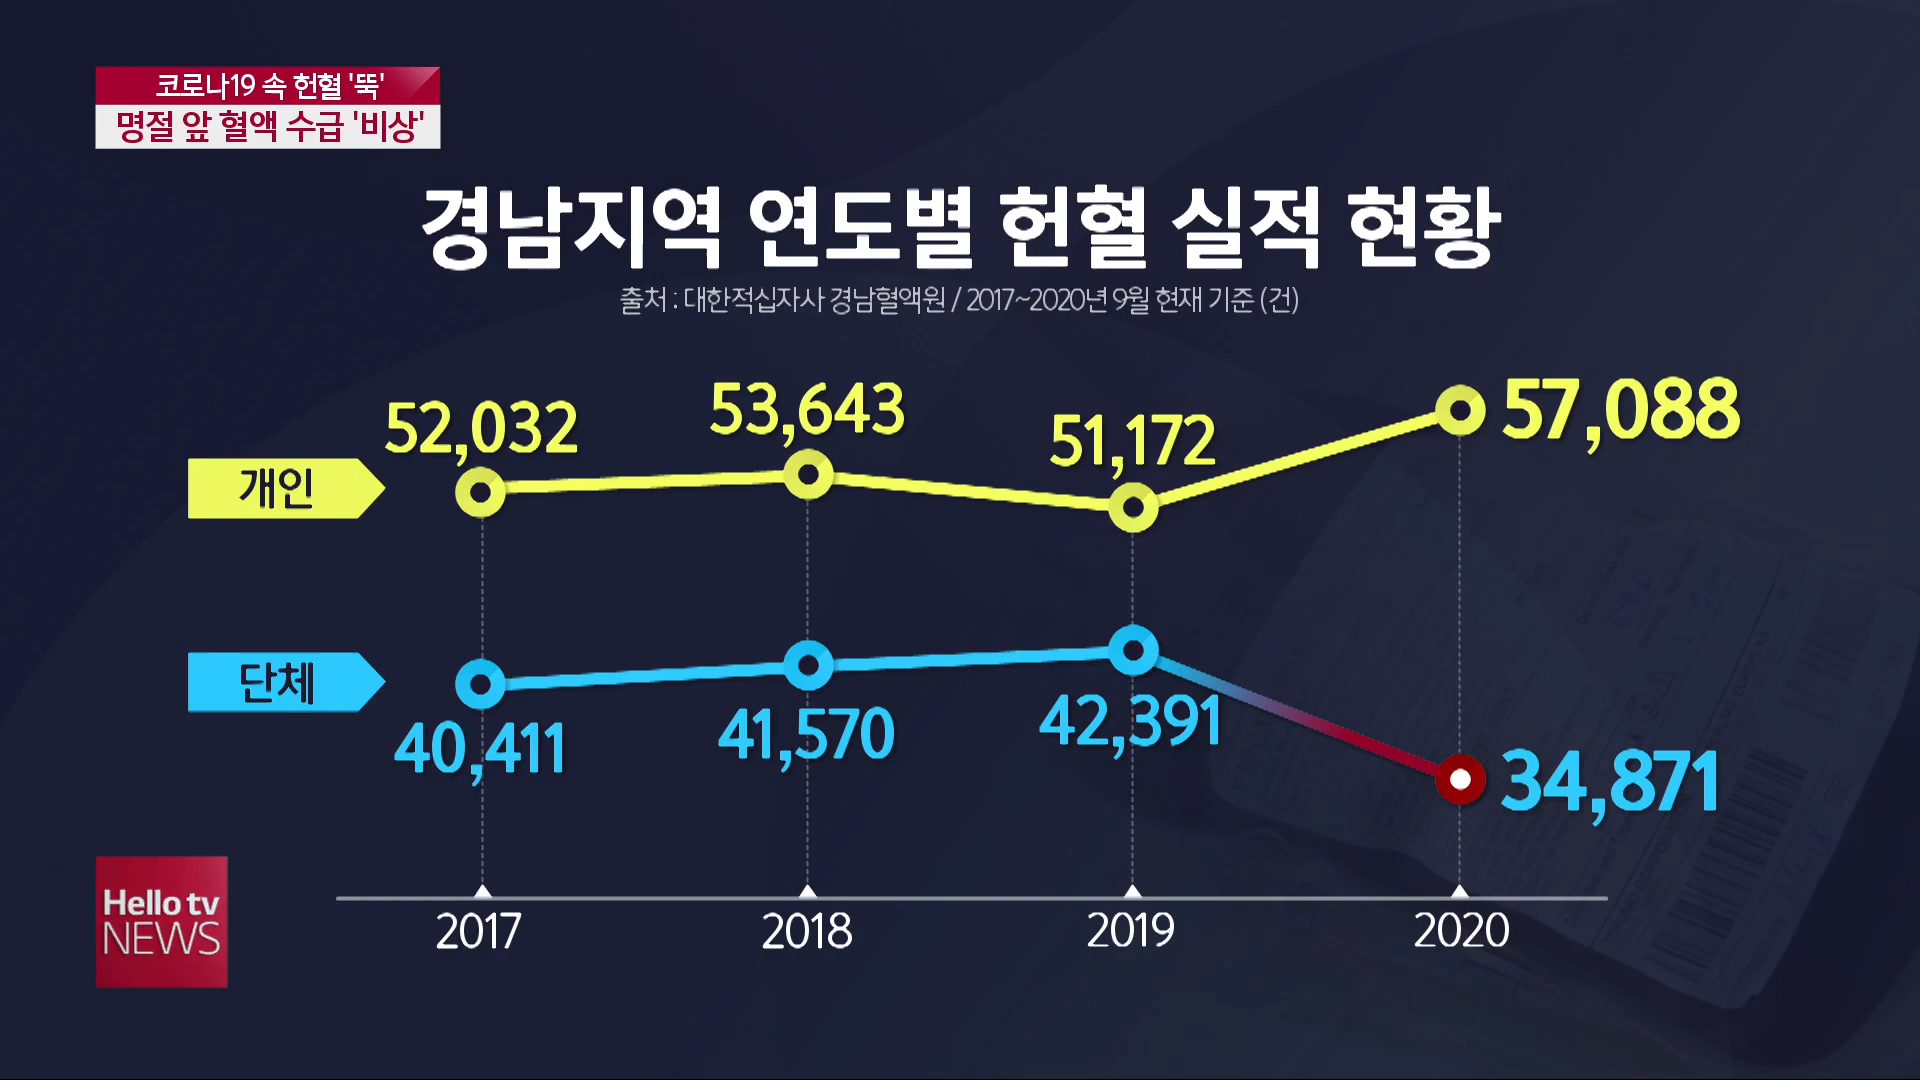 코로나19 속 헌혈 '뚝'
명절 앞 혈액 수급 '비상'
경남지역 연도별 헌혈 실적 현황
출처 : 대한적십자사 경남혈액원 / 2017~2020년 9월 현재 기준 (건)
52,032
53,643
51,172
57,088
개인
단체
40,411
41,570
42,391
34,871
Hello tv
NEWS
2017
2018
2019
2020